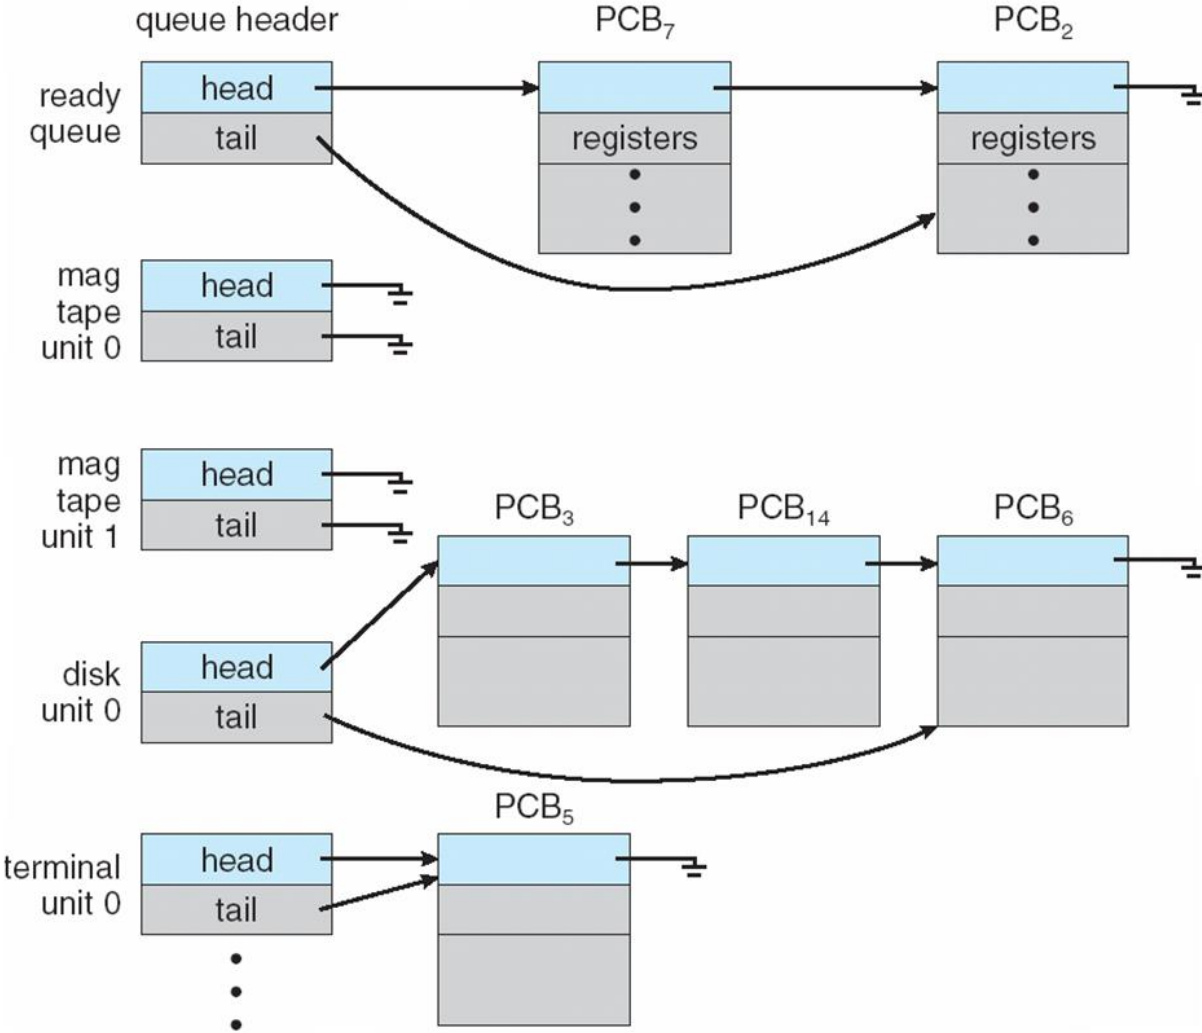 queue header
PCB₇
PCB₂
ready
queue
head
tail
registers
registers
mag
tape
unit 0
head
tail
mag
tape
unit 1
head
tail
PCB₃
PCB₁₄
PCB₆
disk
unit 0
head
tail
PCB₅
terminal
unit 0
head
tail